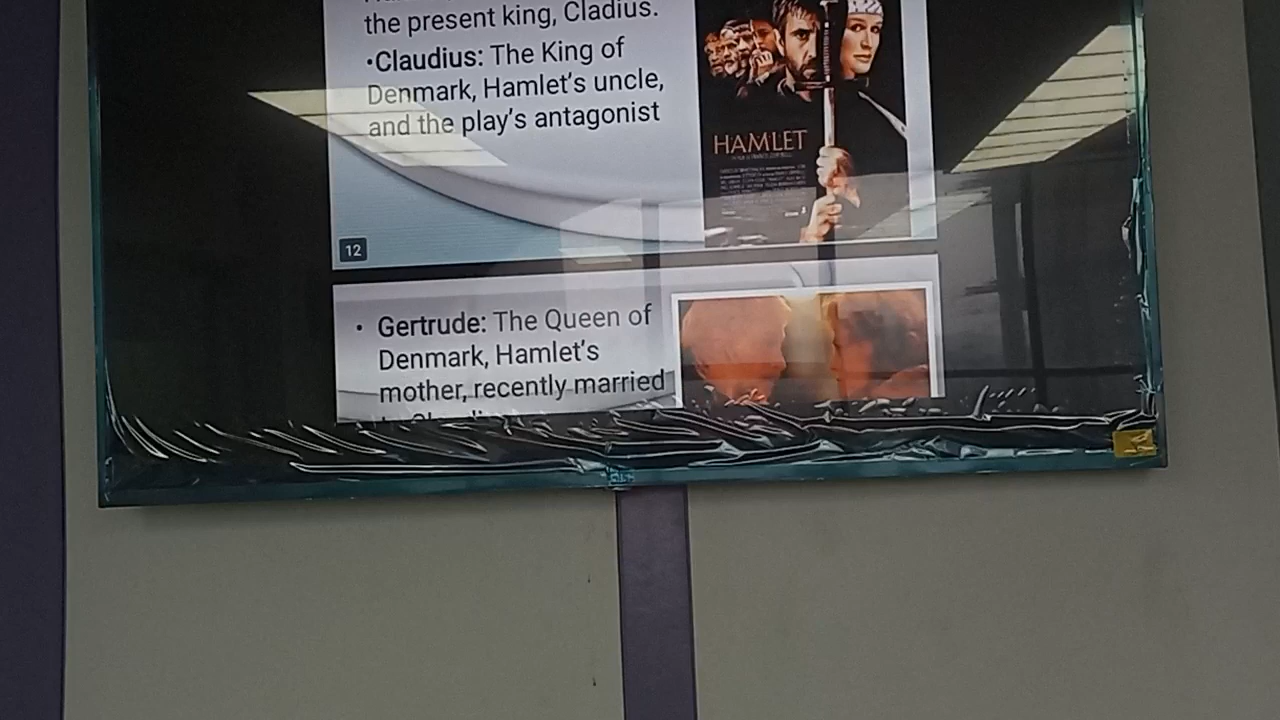 the present king, Cladius.
•Claudius: The King of
Denmark, Hamlet's uncle,
and the play's antagonist
HAMLET
12
• Gertrude: The Queen of
Denmark, Hamlet's
mother, recently married